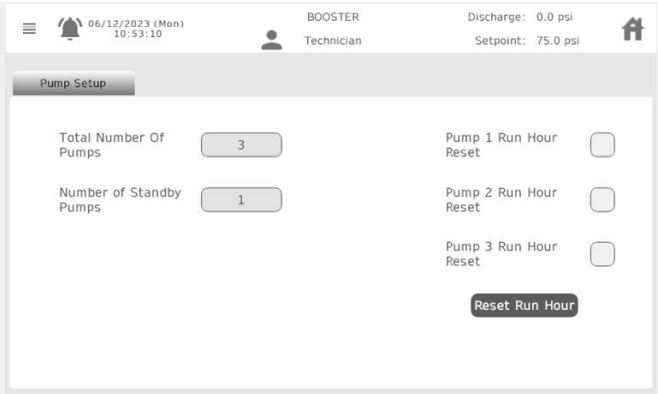 06/12/2023 (Mon)
10:53:10
BOOSTER
Technician
Discharge: 0.0 psi
Setpoint: 75.0 psi
Pump Setup
Total Number Of
Pumps
3
Number of Standby
Pumps
1
Pump 1 Run Hour
Reset
Pump 2 Run Hour
Reset
Pump 3 Run Hour
Reset
Reset Run Hour